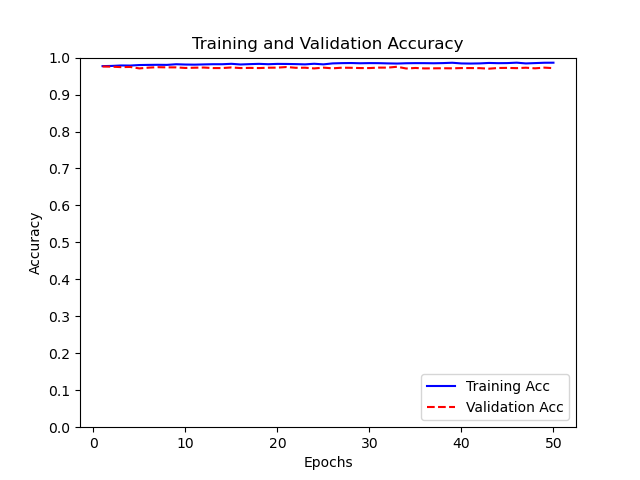 Training and Validation Accuracy
1.0
0.9
0.8
0.7
0.6
0.5
0.4
0.3
0.2
0.1
0.0
Accuracy
Training Acc
Validation Acc
0 10 20 30 40 50
Epochs